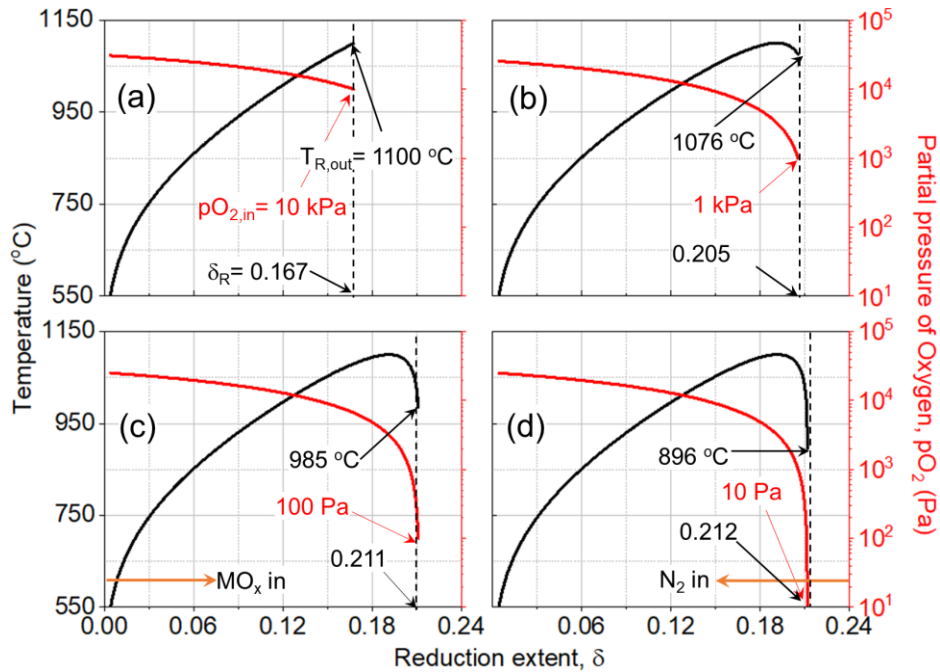 1150
950
750
550
(a)
T_R,out= 1100 °C
pO_2,in= 10 kPa
δ_R= 0.167
(b)
1076 °C
1 kPa
0.205
10^5
10^4
10^3
10^2
10^1
1150
950
750
550
(c)
985 °C
100 Pa
0.211
MO_x in
(d)
896 °C
10 Pa
0.212
N_2 in
10^5
10^4
10^3
10^2
10^1
0.00 0.06 0.12 0.18 0.24
0.06 0.12 0.18 0.24
Temperature (°C)
Partial pressure of Oxygen, pO_2 (Pa)
Reduction extent, δ